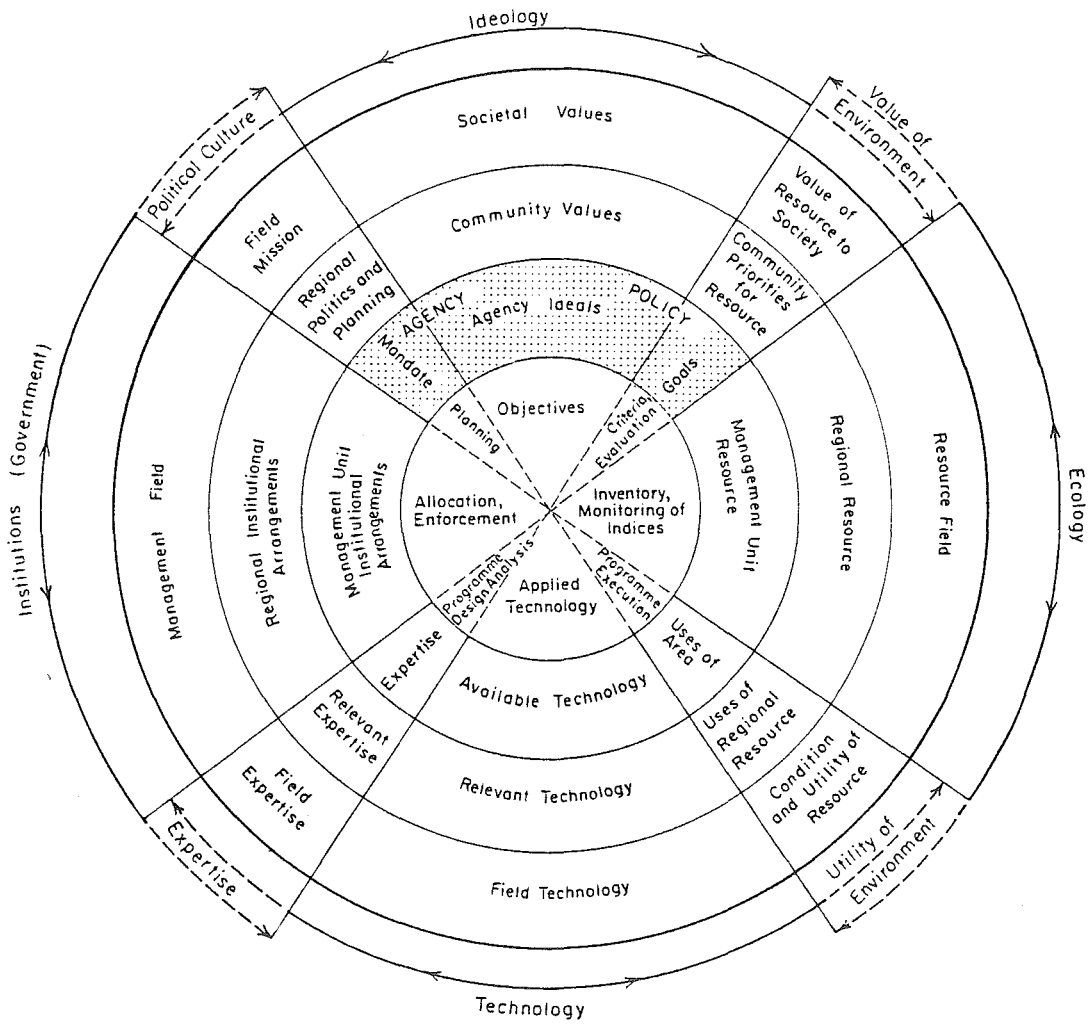 Ideology
Political Culture
Value of
Environment
Societal Values
Field
Mission
Value of
Resource to
Society
Community Values
Regional
Politics and
Planning
Community
Priorities
for
Resource
AGENCY POLICY
Agency Ideals
Mandate
Goals
Planning
Objectives
Criteria,
Evaluation
Institutions (Government)
Management Field
Regional Institutional
Arrangements
Management Unit
Institutional
Arrangements
Allocation,
Enforcement
Inventory,
Monitoring of
Indices
Management Unit
Resource
Regional Resource
Resource Field
Ecology
Programme
Design Analysis
Applied
Technology
Programme
Execution
Expertise
Available Technology
Uses of
Area
Relevant
Expertise
Relevant Technology
Uses of
Regional
Resource
Field
Expertise
Field Technology
Condition
and Utility of
Resource
Expertise
Utility of
Environment
Technology